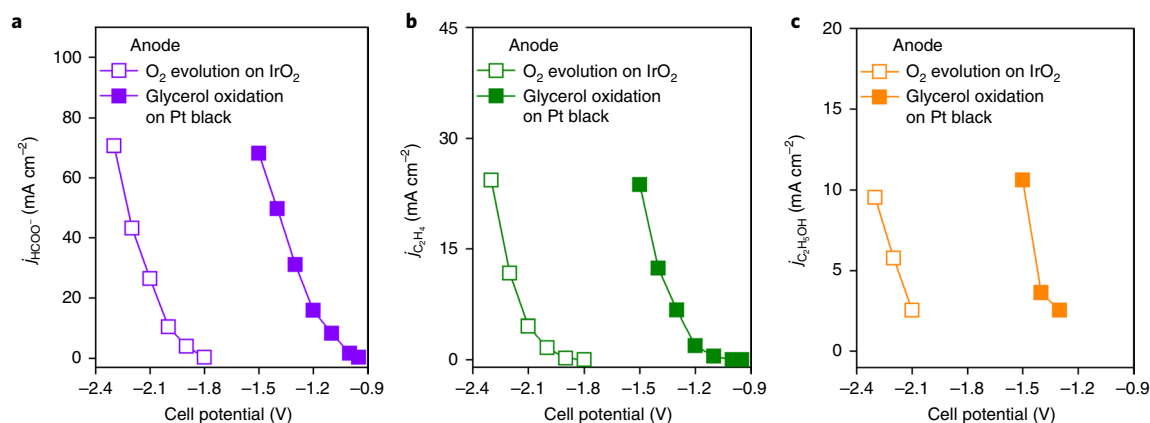 a
Anode
O₂ evolution on IrO₂
Glycerol oxidation
on Pt black
j_HCOO⁻ (mA cm⁻²)
100
80
60
40
20
0
−2.4 −2.1 −1.8 −1.5 −1.2 −0.9
Cell potential (V)
b
Anode
O₂ evolution on IrO₂
Glycerol oxidation
on Pt black
j_C₂H₄ (mA cm⁻²)
45
30
15
0
−2.4 −2.1 −1.8 −1.5 −1.2 −0.9
Cell potential (V)
c
Anode
O₂ evolution on IrO₂
Glycerol oxidation
on Pt black
j_C₂H₅OH (mA cm⁻²)
20
15
10
5
0
−2.4 −2.1 −1.8 −1.5 −1.2 −0.9
Cell potential (V)